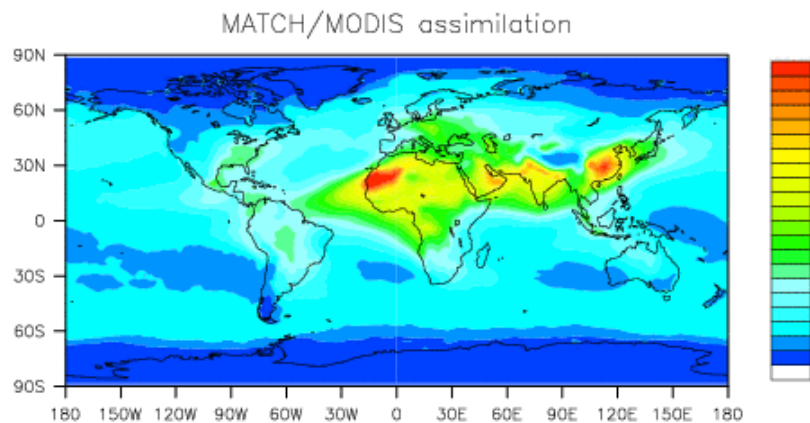 MATCH/MODIS assimilation
90N
60N
30N
0
30S
60S
90S
180 150W 120W 90W 60W 30W 0 30E 60E 90E 120E 150E 180